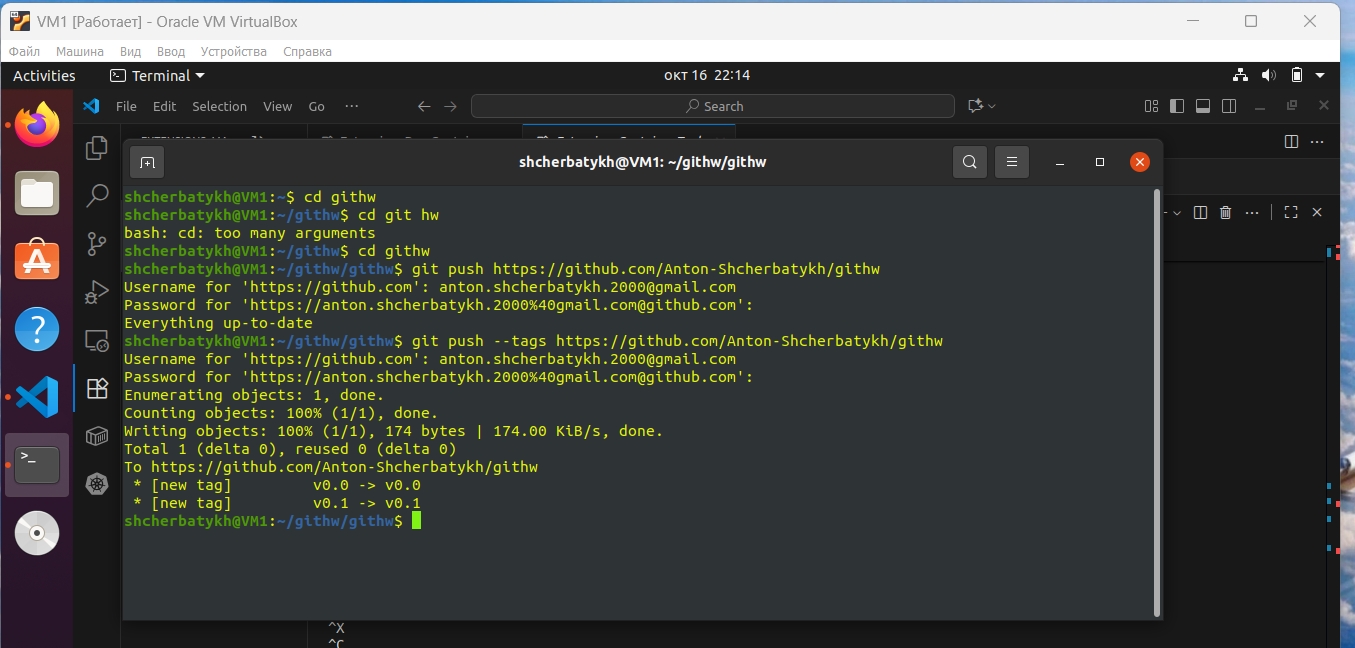 VM1 [Работает] - Oracle VM VirtualBox
Файл Машина Вид Ввод Устройства Справка
Activities Terminal окт 16 22:14
File Edit Selection View Go ··· Search
shcherbatykh@VM1: ~/githw/githw
shcherbatykh@VM1:~$ cd githw
shcherbatykh@VM1:~/githw$ cd git hw
bash: cd: too many arguments
shcherbatykh@VM1:~/githw$ cd githw
shcherbatykh@VM1:~/githw/githw$ git push https://github.com/Anton-Shcherbatykh/githw
Username for 'https://github.com': anton.shcherbatykh.2000@gmail.com
Password for 'https://anton.shcherbatykh.2000%40gmail.com@github.com':
Everything up-to-date
shcherbatykh@VM1:~/githw/githw$ git push --tags https://github.com/Anton-Shcherbatykh/githw
Username for 'https://github.com': anton.shcherbatykh.2000@gmail.com
Password for 'https://anton.shcherbatykh.2000%40gmail.com@github.com':
Enumerating objects: 1, done.
Counting objects: 100% (1/1), done.
Writing objects: 100% (1/1), 174 bytes | 174.00 KiB/s, done.
Total 1 (delta 0), reused 0 (delta 0)
To https://github.com/Anton-Shcherbatykh/githw
 * [new tag]         v0.0 -> v0.0
 * [new tag]         v0.1 -> v0.1
shcherbatykh@VM1:~/githw/githw$
^X
^C